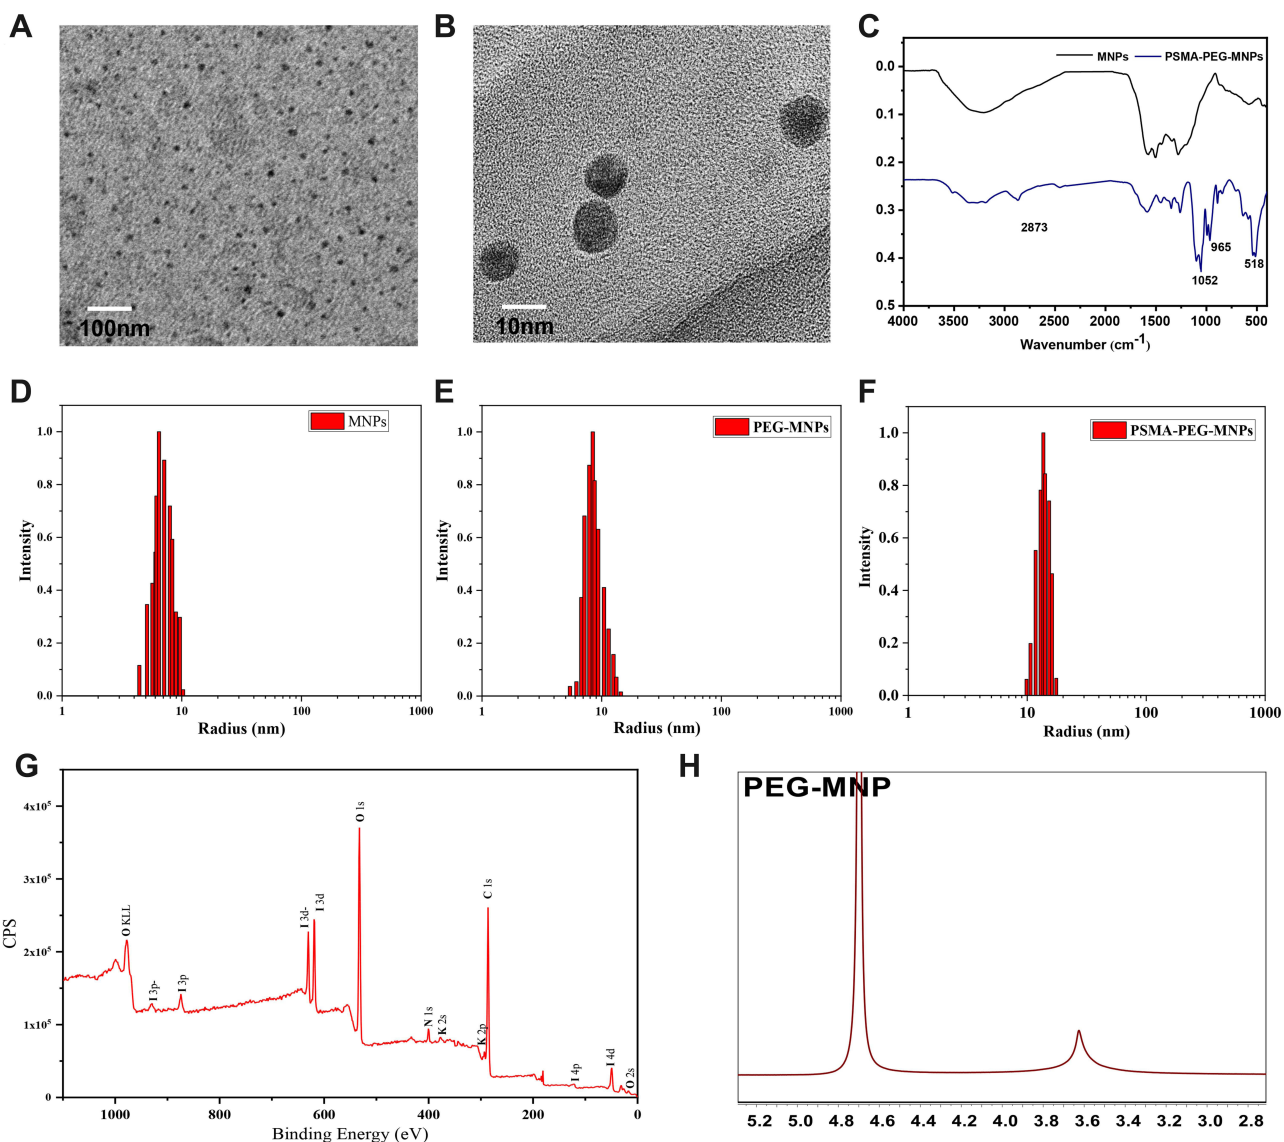 A
100nm
B
10nm
C
MNPs PSMA-PEG-MNPs
0.0
0.1
0.2
0.3
0.4
0.5
2873
1052
965
518
4000 3500 3000 2500 2000 1500 1000 500
Wavenumber (cm-1)
D
MNPs
Intensity
1.0
0.8
0.6
0.4
0.2
0.0
1 10 100 1000
Radius (nm)
E
PEG-MNPs
Intensity
1.0
0.8
0.6
0.4
0.2
0.0
1 10 100 1000
Radius (nm)
F
PSMA-PEG-MNPs
Intensity
1.0
0.8
0.6
0.4
0.2
0.0
1 10 100 1000
Radius (nm)
G
CPS
4x10⁵
3x10⁵
2x10⁵
1x10⁵
0
O KLL
I 3p-
I 3p
I 3d-
I 3d
O 1s
N 1s
K 2s
K 2p
C 1s
I 4p
I 4d
O 2s
1000 800 600 400 200 0
Binding Energy (eV)
H
PEG-MNP
5.2 5.0 4.8 4.6 4.4 4.2 4.0 3.8 3.6 3.4 3.2 3.0 2.8